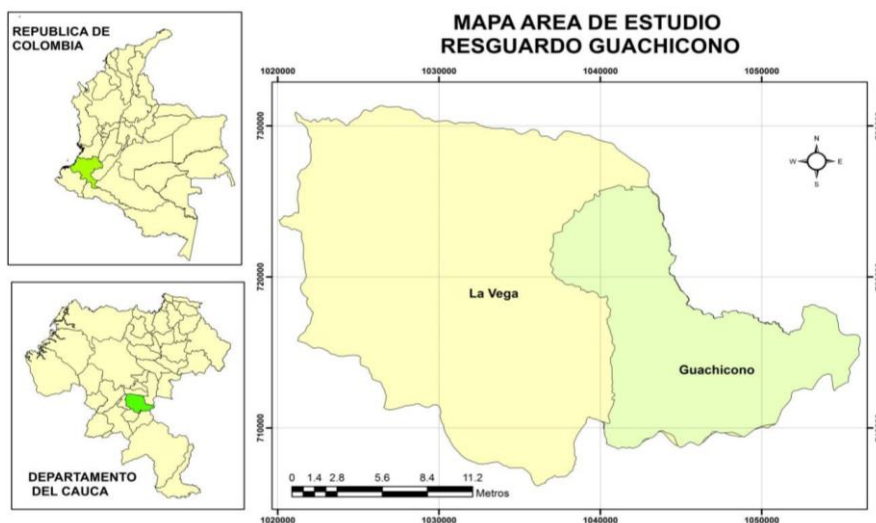 REPUBLICA DE
COLOMBIA
DEPARTAMENTO
DEL CAUCA
MAPA AREA DE ESTUDIO
RESGUARDO GUACHICONO
1020000 1030000 1040000 1050000
730000
N
W E
S
720000
La Vega
Guachicono
710000
0 1.4 2.8 5.6 8.4 11.2
Metros
1020000 1030000 1040000 1050000